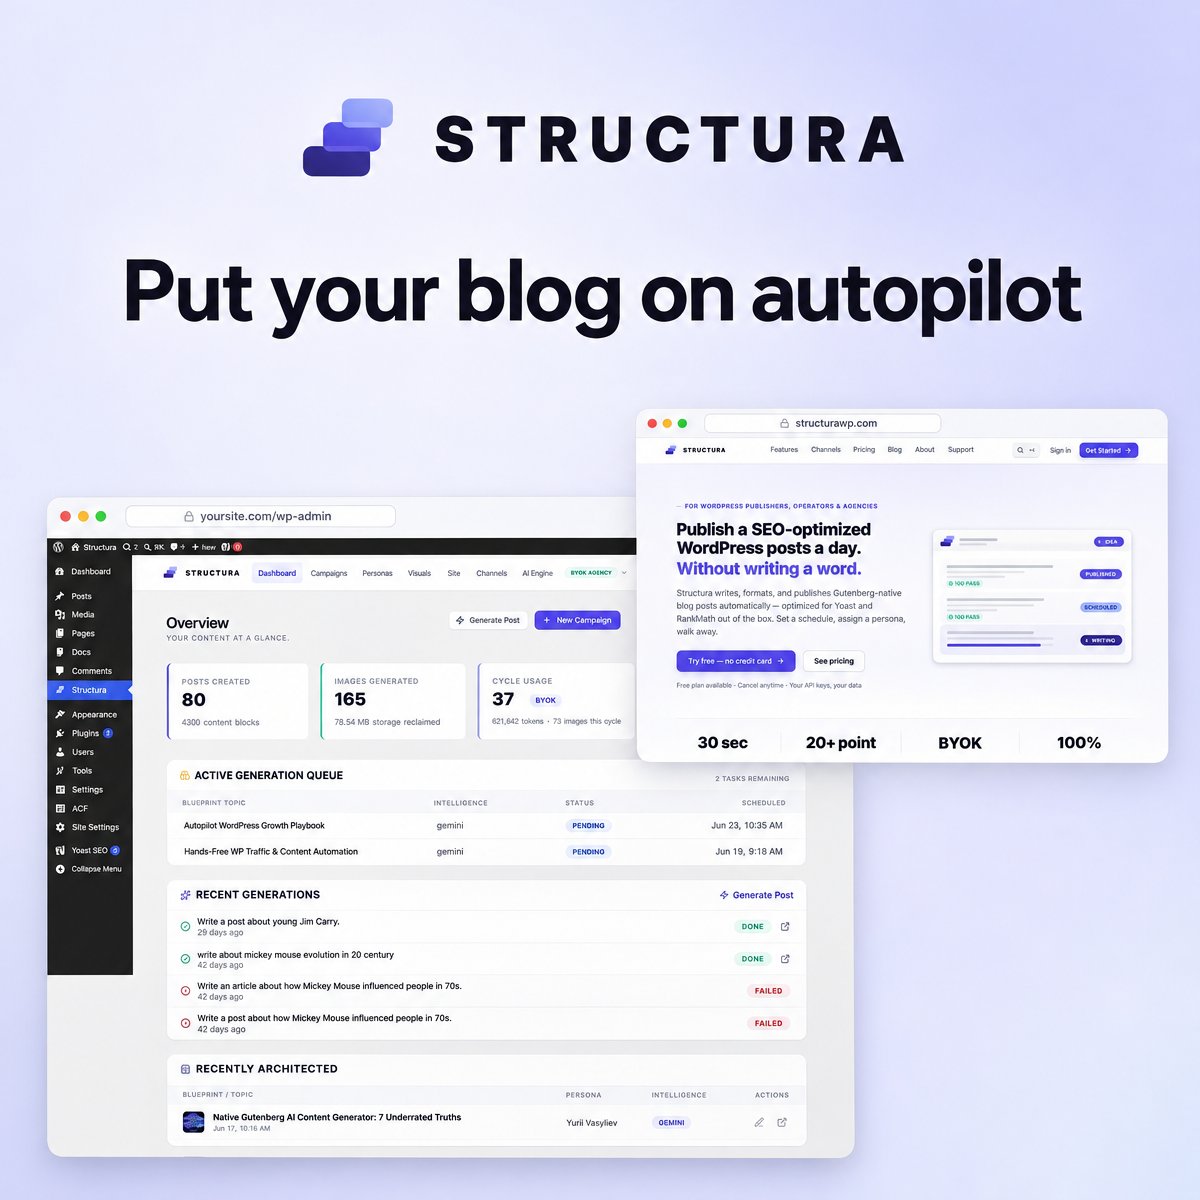 STRUCTURA
Put your blog on autopilot
structurawp.com
STRUCTURA
Features Channels Pricing Blog About Support
Sign in Get Started →
FOR WORDPRESS PUBLISHERS, OPERATORS & AGENCIES
Publish a SEO-optimized
WordPress posts a day.
Without writing a word.
Structura writes, formats, and publishes Gutenberg-native
blog posts automatically — optimized for Yoast and
RankMath out of the box. Set a schedule, assign a persona,
walk away.
Try free — no credit card →
See pricing
Free plan available · Cancel anytime · Your API keys, your data
IDEA
PUBLISHED
100 PASS
SCHEDULED
100 PASS
WRITING
30 sec
20+ point
BYOK
100%
yoursite.com/wp-admin
Structura 2
Dashboard
Posts
Media
Pages
Docs
Comments
Structura
Appearance
Plugins
Users
Tools
Settings
ACF
Site Settings
Yoast SEO
Collapse Menu
STRUCTURA
Dashboard Campaigns Personas Visuals Site Channels AI Engine BYOK AGENCY
Overview
YOUR CONTENT AT A GLANCE.
Generate Post
+ New Campaign
POSTS CREATED
80
4300 content blocks
IMAGES GENERATED
165
78.54 MB storage reclaimed
CYCLE USAGE
37 BYOK
621,642 tokens · 73 images this cycle
ACTIVE GENERATION QUEUE
2 TASKS REMAINING
BLUEPRINT TOPIC INTELLIGENCE STATUS SCHEDULED
Autopilot WordPress Growth Playbook gemini PENDING Jun 23, 10:35 AM
Hands-Free WP Traffic & Content Automation gemini PENDING Jun 19, 9:18 AM
RECENT GENERATIONS
Generate Post
Write a post about young Jim Carry.
29 days ago
DONE
write about mickey mouse evolution in 20 century
42 days ago
DONE
Write an article about how Mickey Mouse influenced people in 70s.
42 days ago
FAILED
Write a post about how Mickey Mouse influenced people in 70s.
42 days ago
FAILED
RECENTLY ARCHITECTED
BLUEPRINT / TOPIC PERSONA INTELLIGENCE ACTIONS
Native Gutenberg AI Content Generator: 7 Underrated Truths
Jun 17, 10:16 AM
Yurii Vasyliev
GEMINI